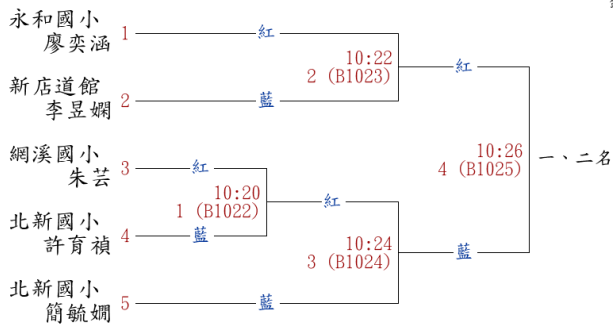 永和國小
廖奕涵
1
紅
10:22
2 (B1023)
紅
新店道館
李昱嫻
2
藍
網溪國小
朱芸
3
紅
10:20
1 (B1022)
紅
10:26
4 (B1025)
一、二名
北新國小
許育禎
4
藍
10:24
3 (B1024)
藍
北新國小
簡毓嫺
5
藍